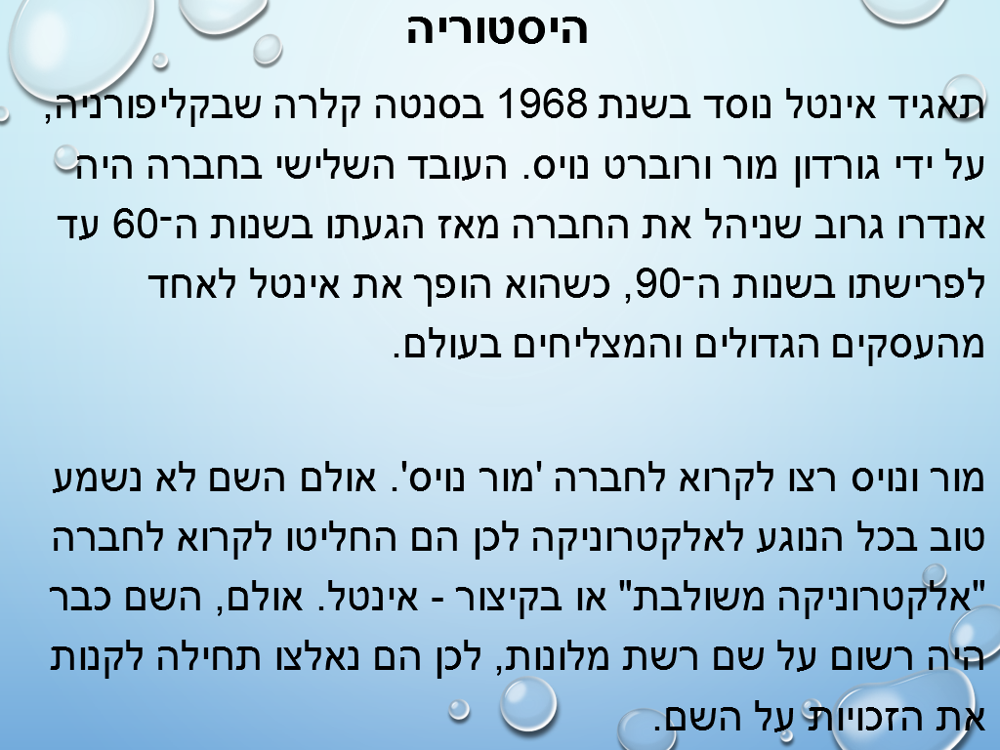 היסטוריה
תאגיד אינטל נוסד בשנת 1968 בסנטה קלרה שבקליפורניה,
על ידי גורדון מור ורוברט נויס. העובד השלישי בחברה היה
אנדרו גרוב שניהל את החברה מאז הגעתו בשנות ה־60 עד
לפרישתו בשנות ה־90, כשהוא הופך את אינטל לאחד
מהעסקים הגדולים והמצליחים בעולם.
מור ונויס רצו לקרוא לחברה 'מור נויס'. אולם השם לא נשמע
טוב בכל הנוגע לאלקטרוניקה לכן הם החליטו לקרוא לחברה
"אלקטרוניקה משולבת" או בקיצור - אינטל. אולם, השם כבר
היה רשום על שם רשת מלונות, לכן הם נאלצו תחילה לקנות
את הזכויות על השם.